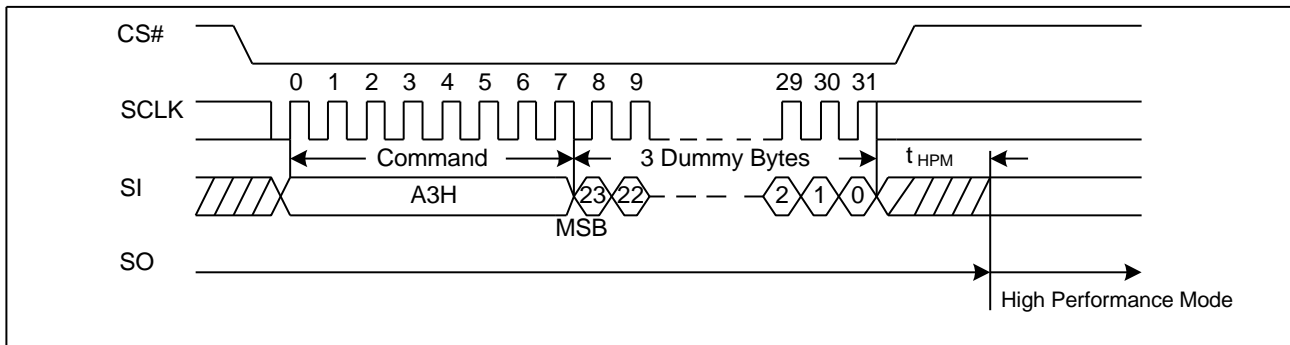 CS#
0 1 2 3 4 5 6 7 8 9 29 30 31
SCLK
Command 3 Dummy Bytes t HPM
SI A3H 23 22 2 1 0
MSB
SO
High Performance Mode